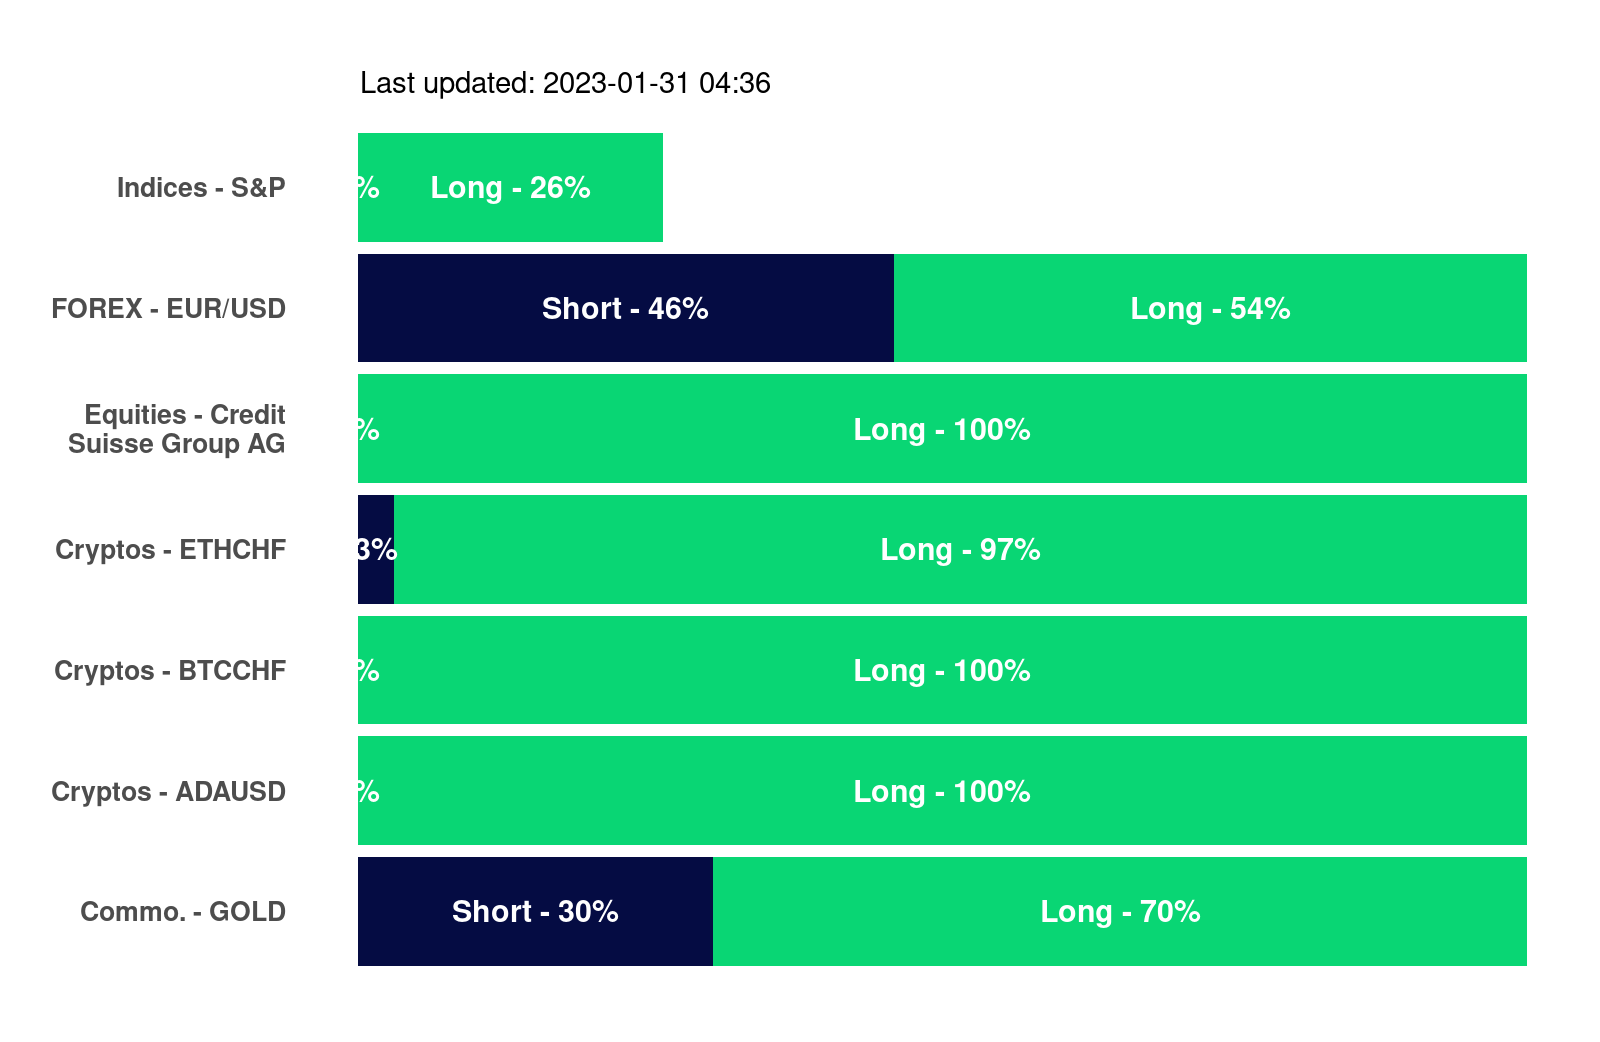 Last updated: 2023-01-31 04:36
Indices - S&P
% Long - 26%
FOREX - EUR/USD
Short - 46% Long - 54%
Equities - Credit
Suisse Group AG
% Long - 100%
Cryptos - ETHCHF
3% Long - 97%
Cryptos - BTCCHF
% Long - 100%
Cryptos - ADAUSD
% Long - 100%
Commo. - GOLD
Short - 30% Long - 70%